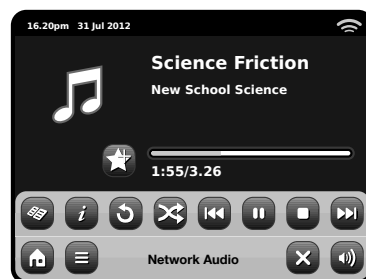 16.20pm 31 Jul 2012
Science Friction
New School Science
1:55/3.26
i
Network Audio